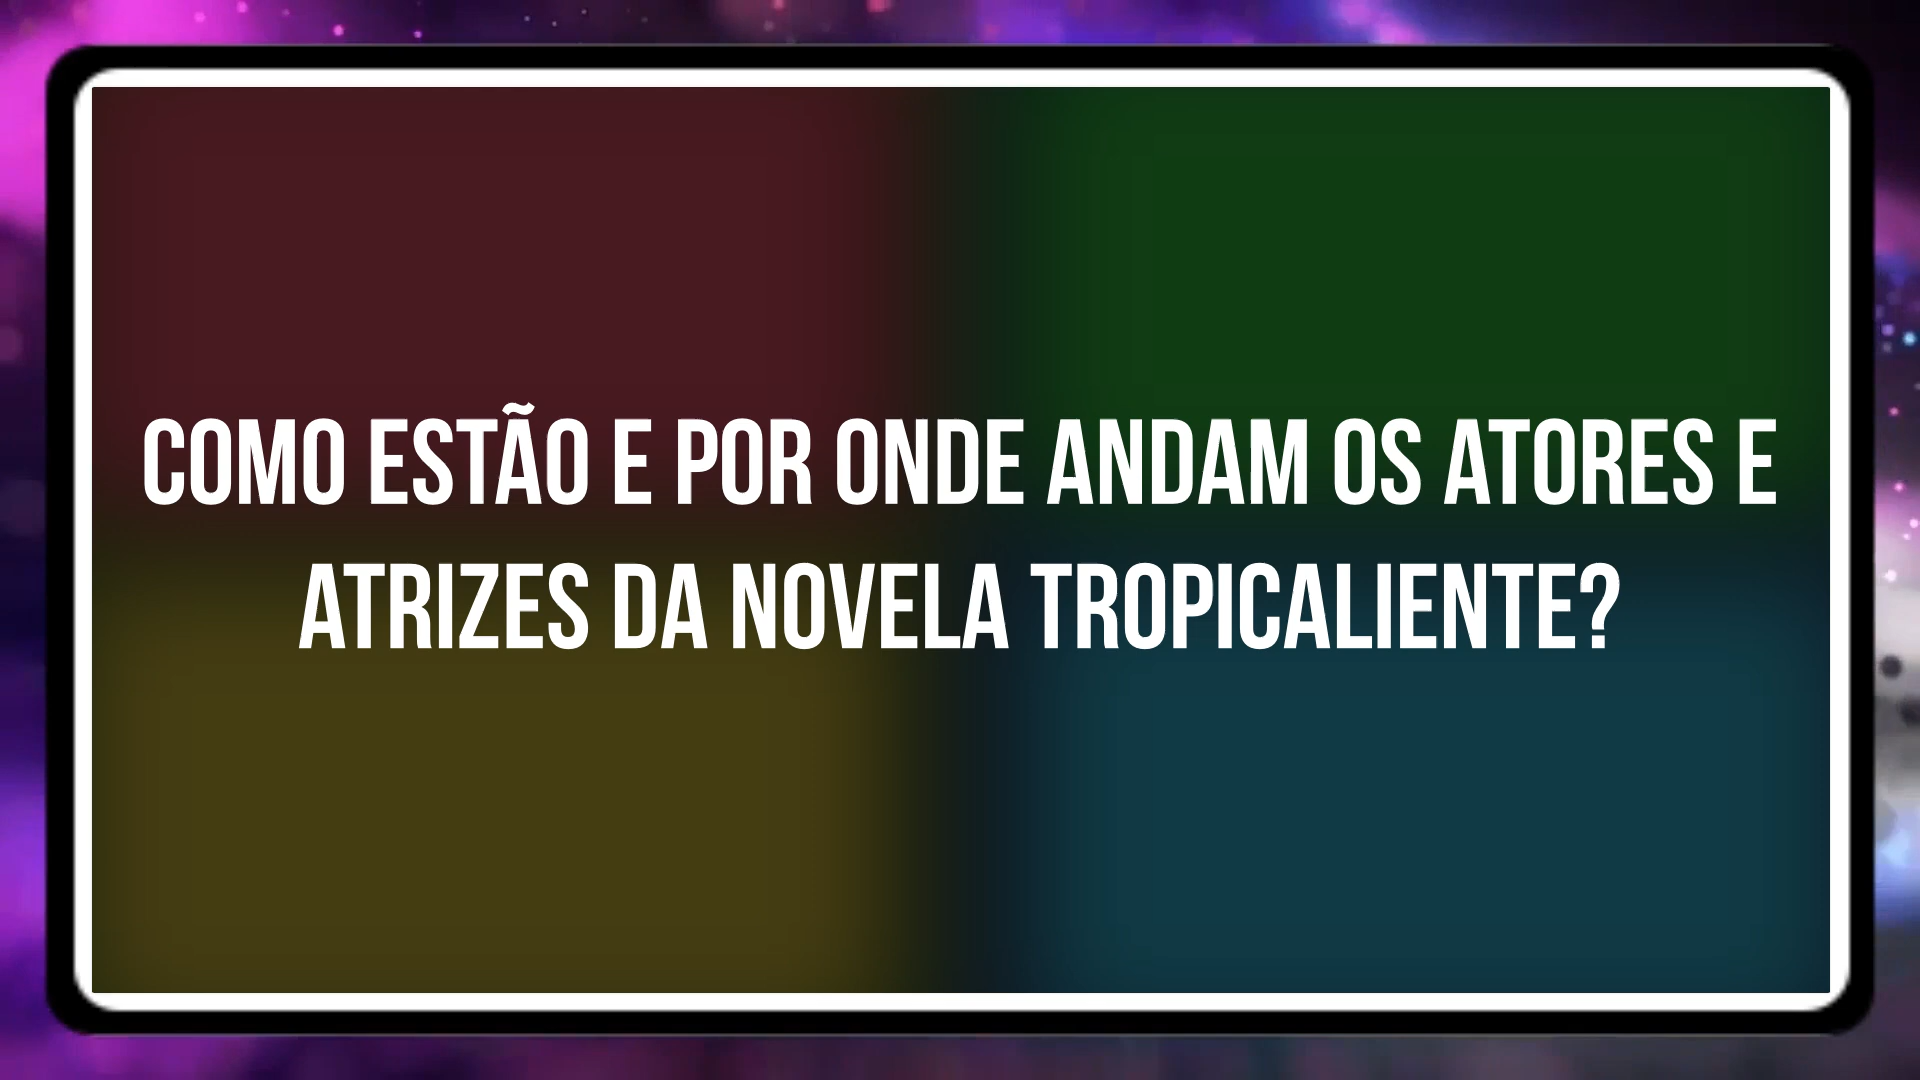 COMO ESTÃO E POR ONDE ANDAM OS ATORES E
ATRIZES DA NOVELA TROPICALIENTE?